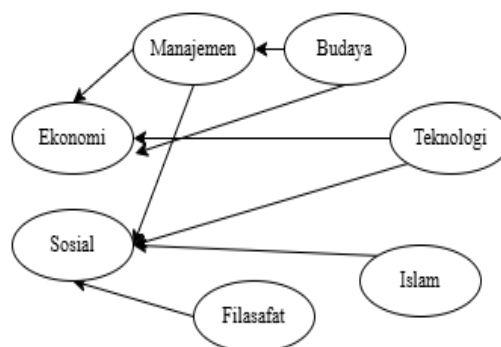 Manajemen
Budaya
Ekonomi
Teknologi
Sosial
Islam
Filasafat